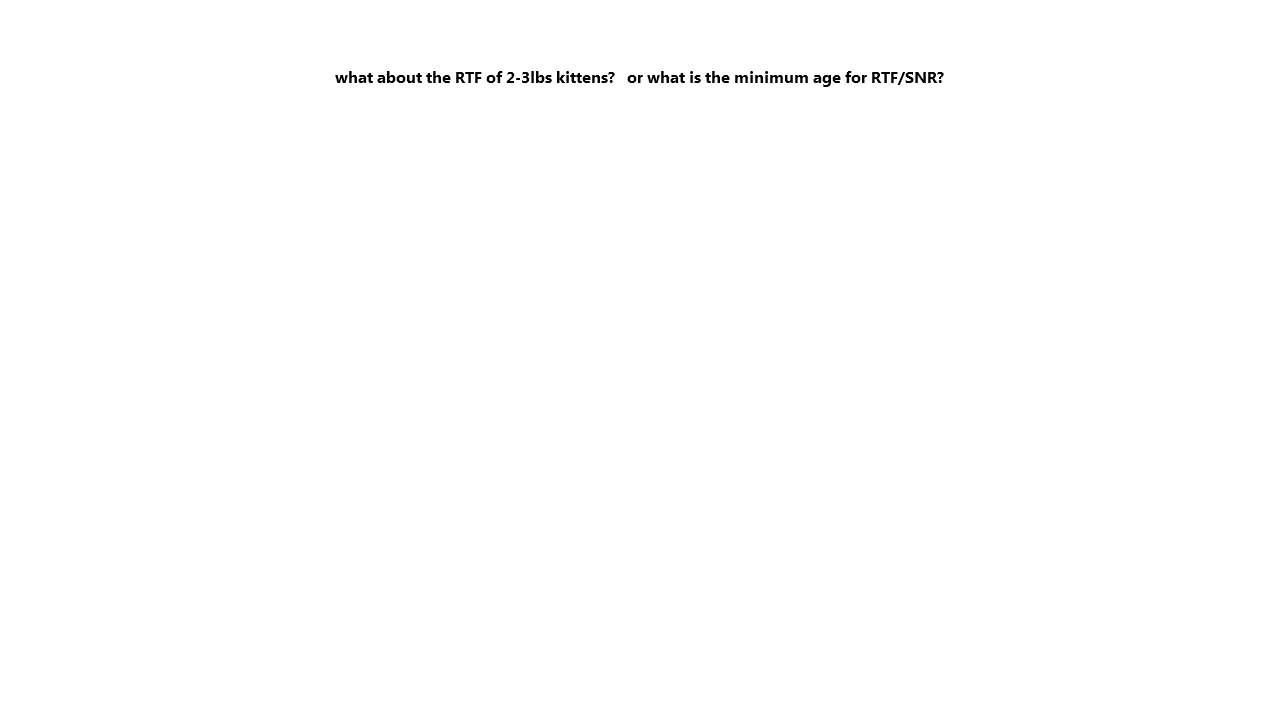 what about the RTF of 2-3lbs kittens?   or what is the minimum age for RTF/SNR?